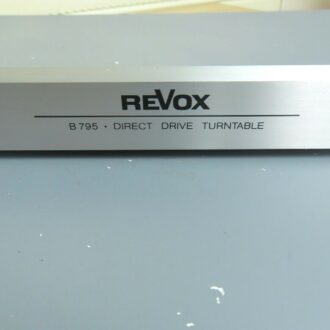 REVOX
B795 • DIRECT DRIVE TURNTABLE